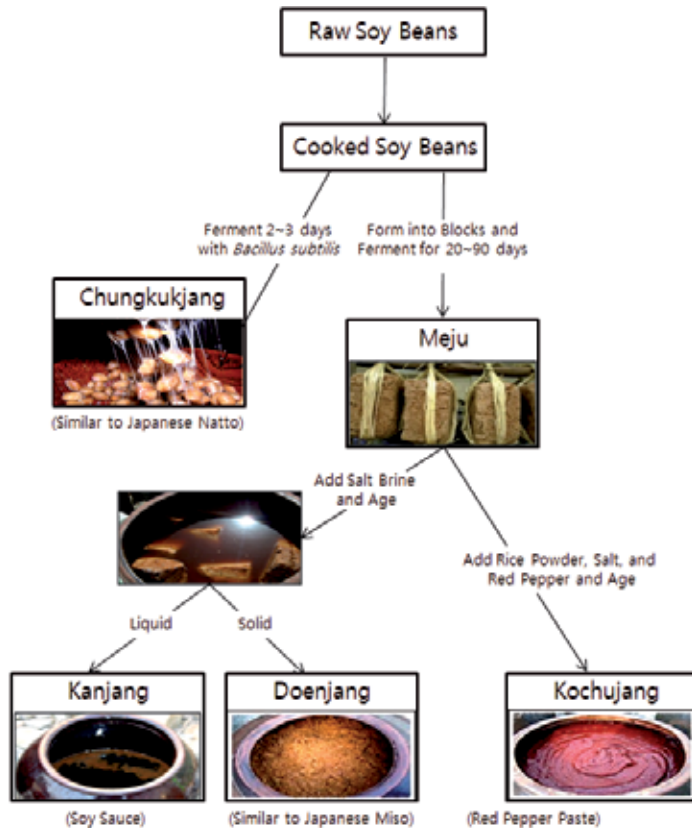 Raw Soy Beans
Cooked Soy Beans
Ferment 2~3 days
with Bacillus subtilis
Form into Blocks and
Ferment for 20~90 days
Chungkukjang
(Similar to Japanese Natto)
Meju
Add Salt Brine
and Age
Add Rice Powder, Salt, and
Red Pepper and Age
Liquid
Solid
Kanjang
(Soy Sauce)
Doenjang
(Similar to Japanese Miso)
Kochujang
(Red Pepper Paste)